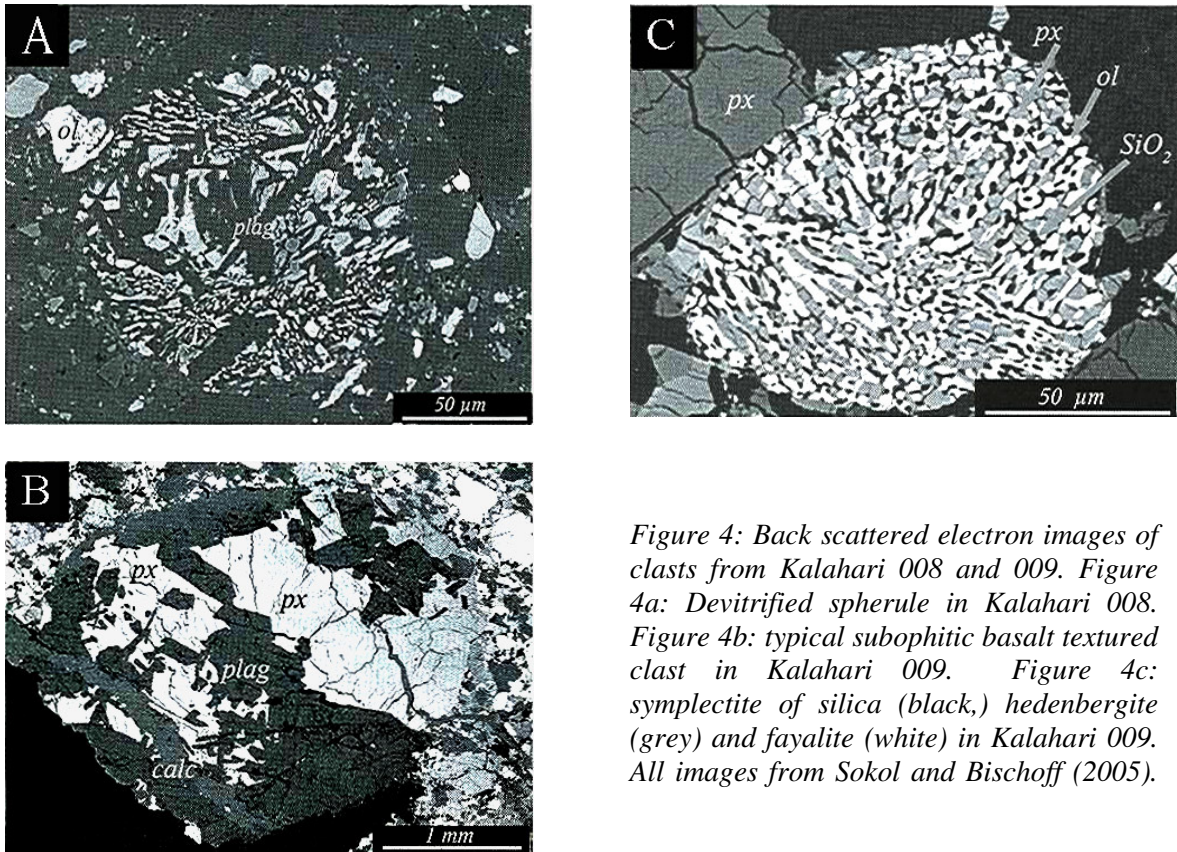 A
ol
plag
50 µm
C
px
px
ol
SiO2
50 µm
B
px
px
plag
calc
1 mm
Figure 4: Back scattered electron images of
clasts from Kalahari 008 and 009. Figure
4a: Devitrified spherule in Kalahari 008.
Figure 4b: typical subophitic basalt textured
clast in Kalahari 009. Figure 4c:
symplectite of silica (black,) hedenbergite
(grey) and fayalite (white) in Kalahari 009.
All images from Sokol and Bischoff (2005).